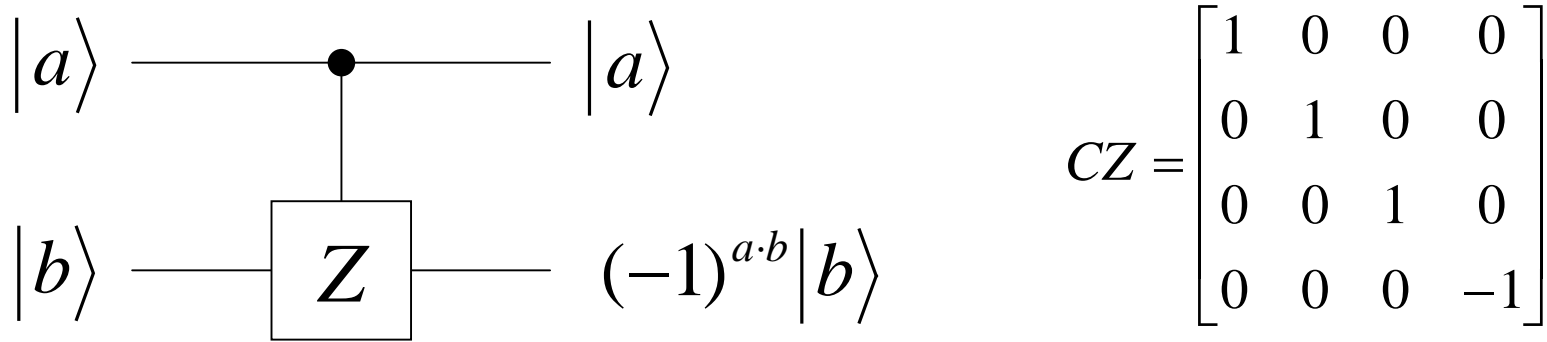 |a⟩ |a⟩
|b⟩ Z (−1)^{a·b}|b⟩
CZ =
1 0 0 0
0 1 0 0
0 0 1 0
0 0 0 −1